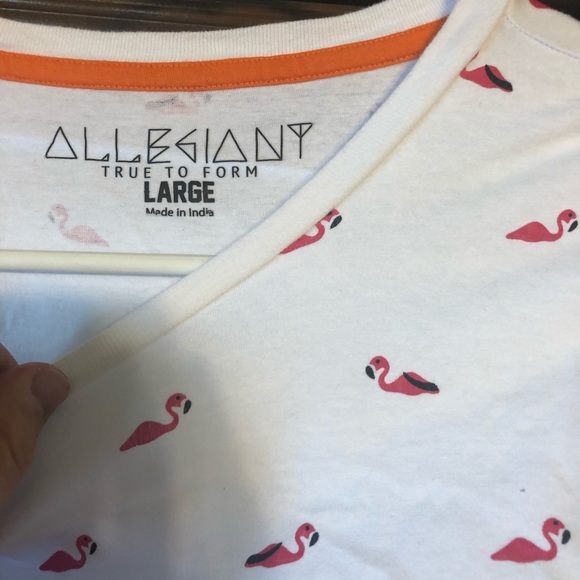 ALLEGIANT
TRUE TO FORM
LARGE
Made in India